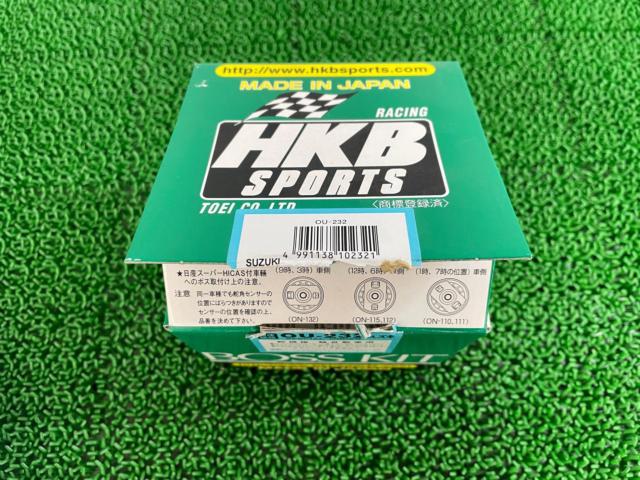 http://www.hkbsports.com
MADE IN JAPAN
RACING
HKB
SPORTS
TOEI CO.,LTD.
〈商標登録済〉
OU-232
4 991138 102321
SUZUKI
★日産スーパーHICAS付車輛
へのボス取付け上の注意。
(9時、3時)車側
(12時、6時
車側
(1時、7時の位置)車側
注意 同一車種でも舵角センサーの
位置にばらつきがありますので
センサーの位置を確認の上、
品番を決めて下さい。
(ON-132)
(ON-115,112)
(ON-110,111)
BOSS KIT